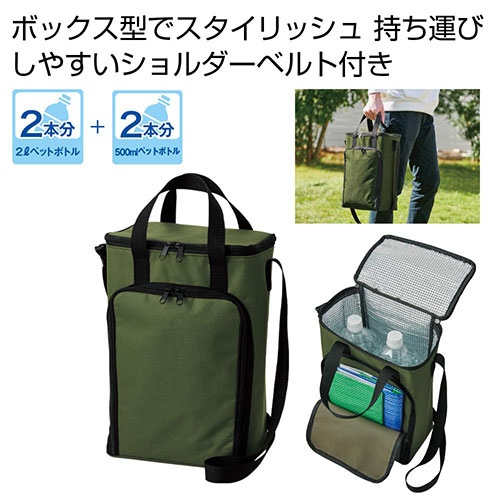 ボックス型でスタイリッシュ 持ち運び
しやすいショルダーベルト付き
2本分 + 2本分
2ℓペットボトル 500mlペットボトル